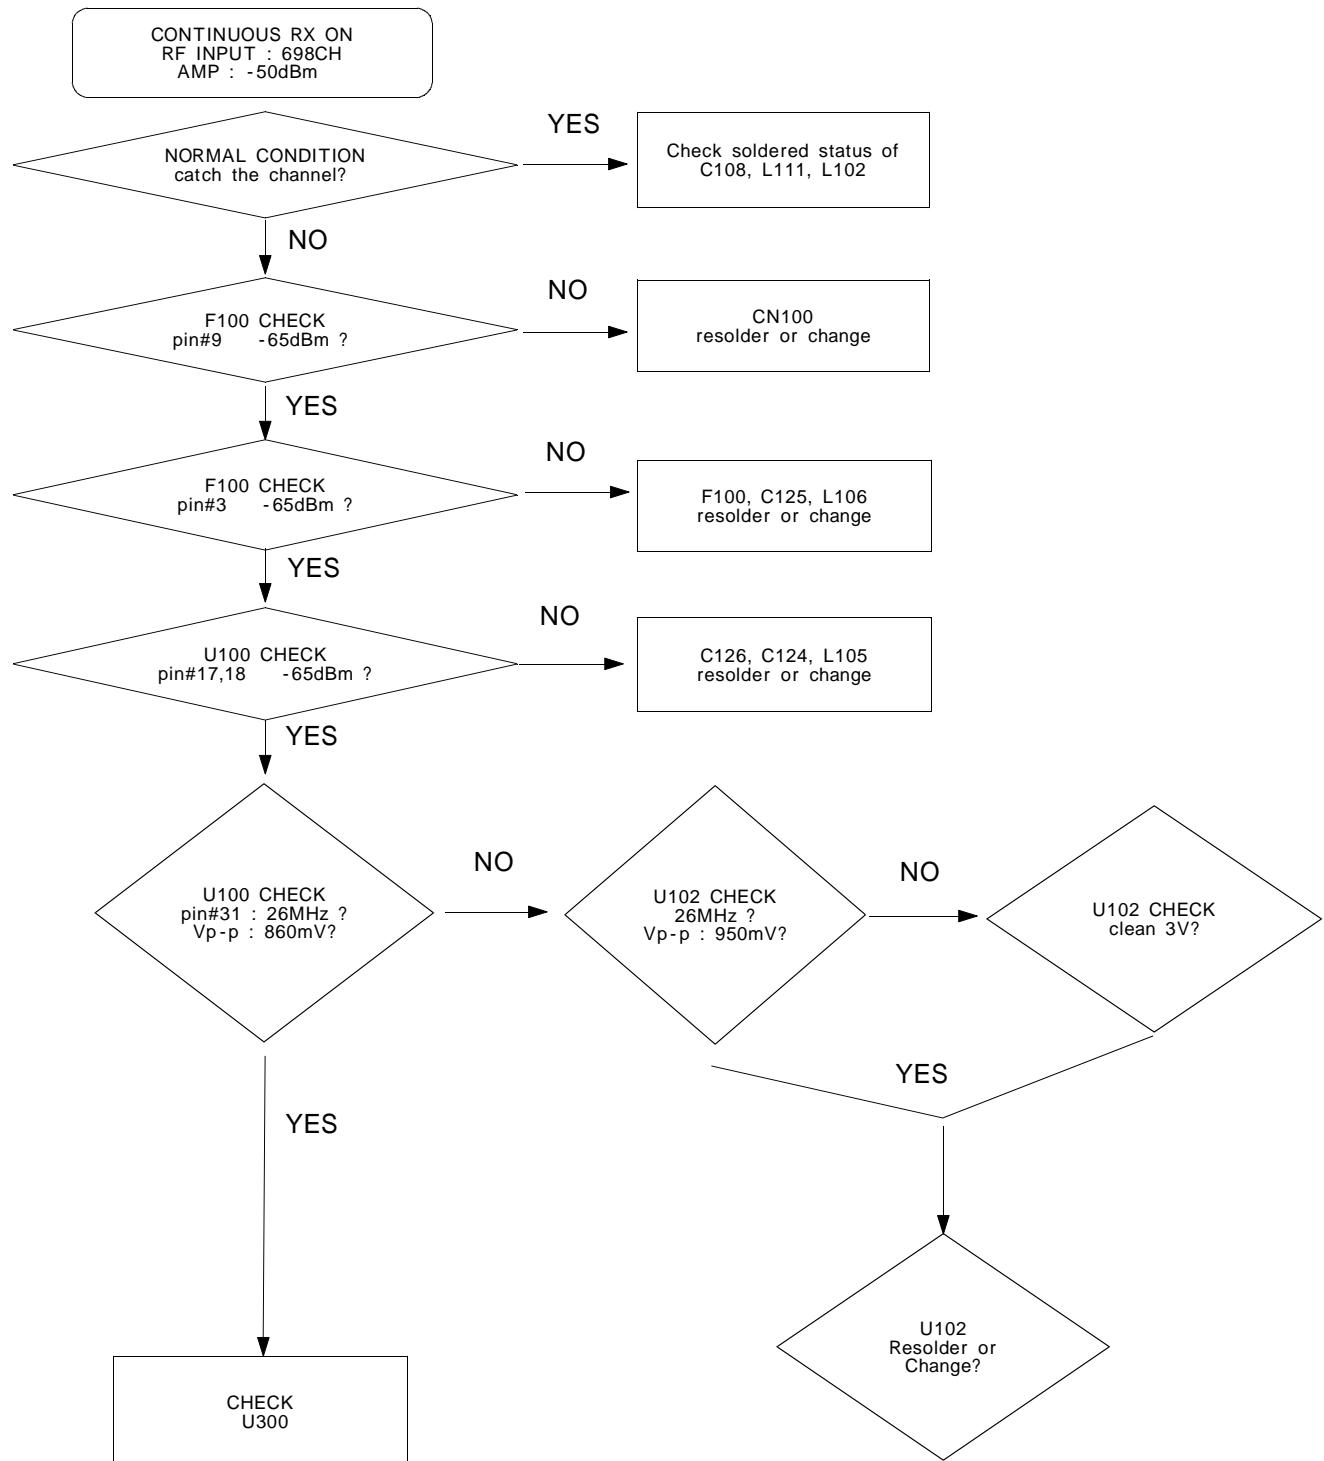 CONTINUOUS RX ON
RF INPUT : 698CH
AMP : -50dBm
NORMAL CONDITION
catch the channel?
YES
Check soldered status of
C108, L111, L102
NO
F100 CHECK
pin#9 -65dBm ?
NO
CN100
resolder or change
YES
F100 CHECK
pin#3 -65dBm ?
NO
F100, C125, L106
resolder or change
YES
U100 CHECK
pin#17,18 -65dBm ?
NO
C126, C124, L105
resolder or change
YES
U100 CHECK
pin#31 : 26MHz ?
Vp-p : 860mV?
NO
U102 CHECK
26MHz ?
Vp-p : 950mV?
NO
U102 CHECK
clean 3V?
YES
YES
U102
Resolder or
Change?
CHECK
U300